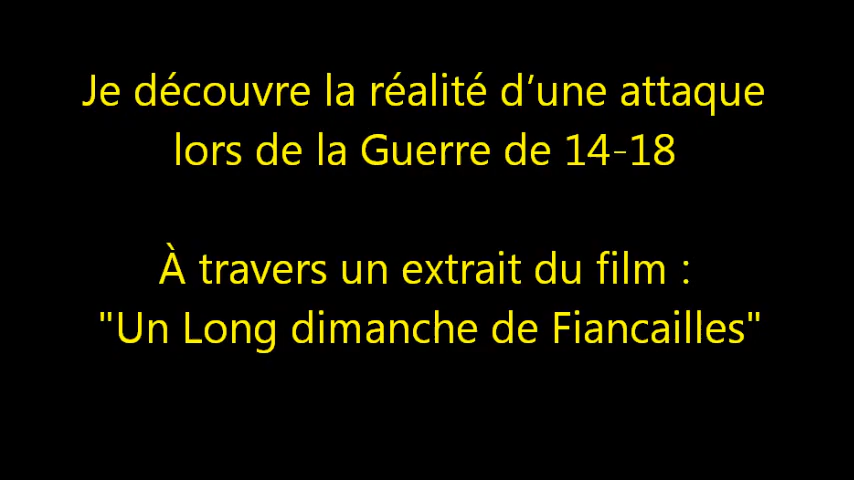 Je découvre la réalité d’une attaque
lors de la Guerre de 14-18
À travers un extrait du film :
"Un Long dimanche de Fiancailles"